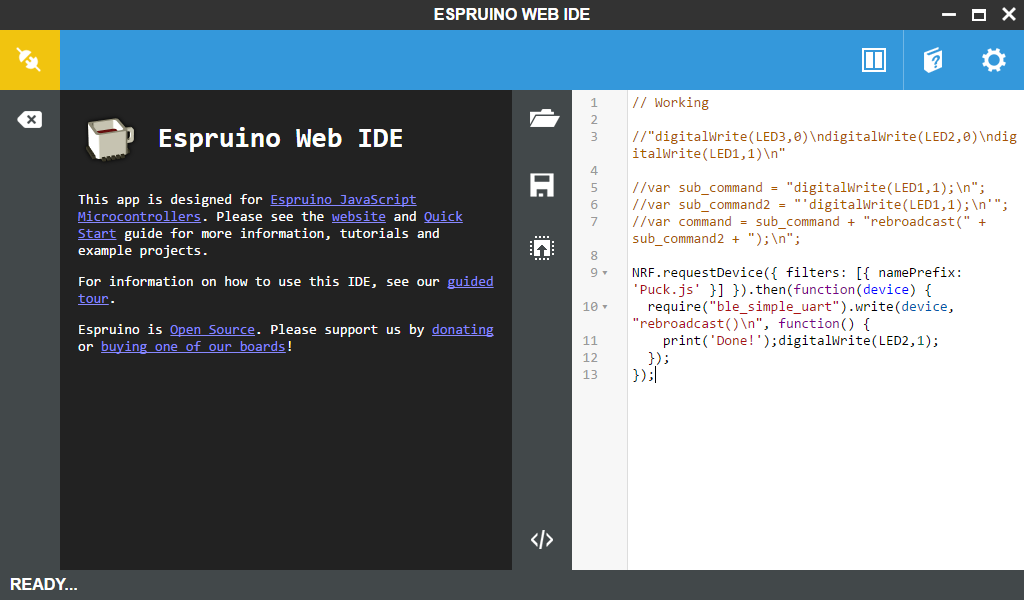 ESPRUINO WEB IDE
Espruino Web IDE
This app is designed for Espruino JavaScript
Microcontrollers. Please see the website and Quick
Start guide for more information, tutorials and
example projects.
For information on how to use this IDE, see our guided
tour.
Espruino is Open Source. Please support us by donating
or buying one of our boards!
1 // Working
2
3 //"digitalWrite(LED3,0)\ndigitalWrite(LED2,0)\ndig
italWrite(LED1,1)\n"
4
5 //var sub_command = "digitalWrite(LED1,1);\n";
6 //var sub_command2 = "'digitalWrite(LED1,1);\n'";
7 //var command = sub_command + "rebroadcast(" +
sub_command2 + ");\n";
8
9 NRF.requestDevice({ filters: [{ namePrefix:
'Puck.js' }] }).then(function(device) {
10 require("ble_simple_uart").write(device,
"rebroadcast()\n", function() {
11 print('Done!');digitalWrite(LED2,1);
12 });
13 });
READY...